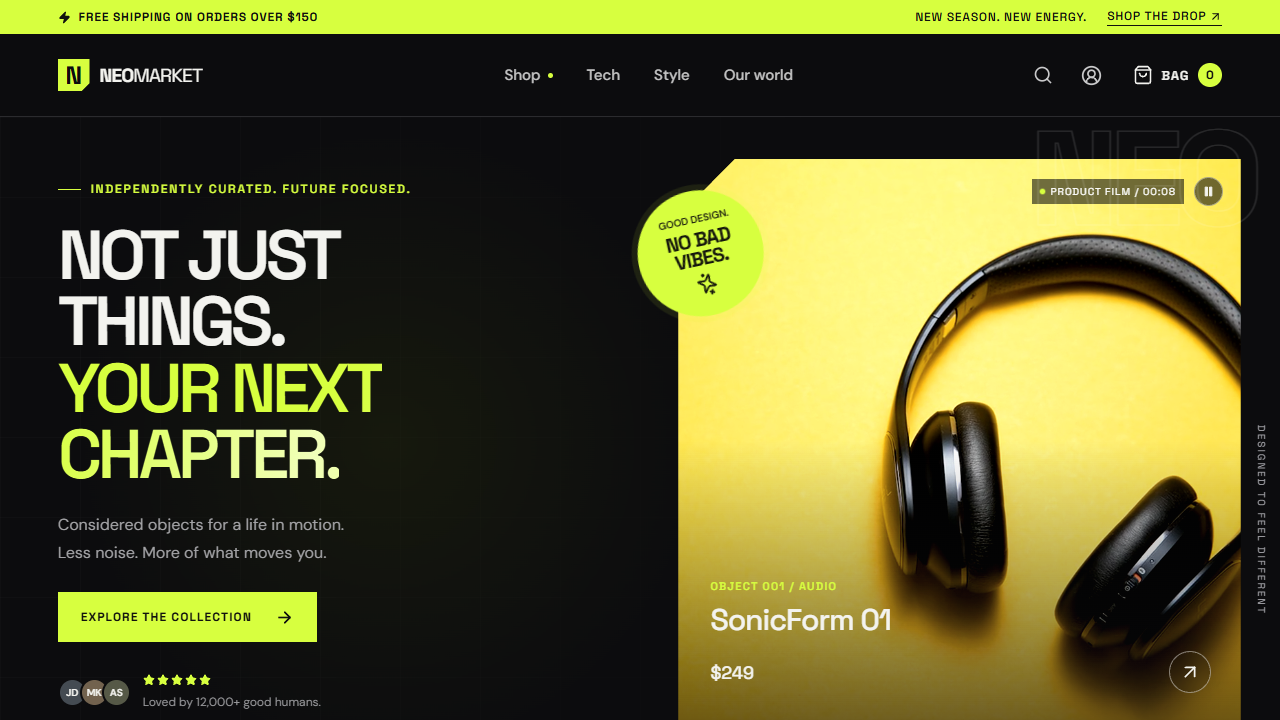 FREE SHIPPING ON ORDERS OVER $150
NEW SEASON. NEW ENERGY.
SHOP THE DROP
N NEOMARKET
Shop
Tech
Style
Our world
BAG 0
NEO
INDEPENDENTLY CURATED. FUTURE FOCUSED.
NOT JUST
THINGS.
YOUR NEXT
CHAPTER.
Considered objects for a life in motion.
Less noise. More of what moves you.
EXPLORE THE COLLECTION
JD MK AS
Loved by 12,000+ good humans.
GOOD DESIGN.
NO BAD
VIBES.
PRODUCT FILM / 00:08
OBJECT 001 / AUDIO
SonicForm 01
$249
DESIGNED TO FEEL DIFFERENT